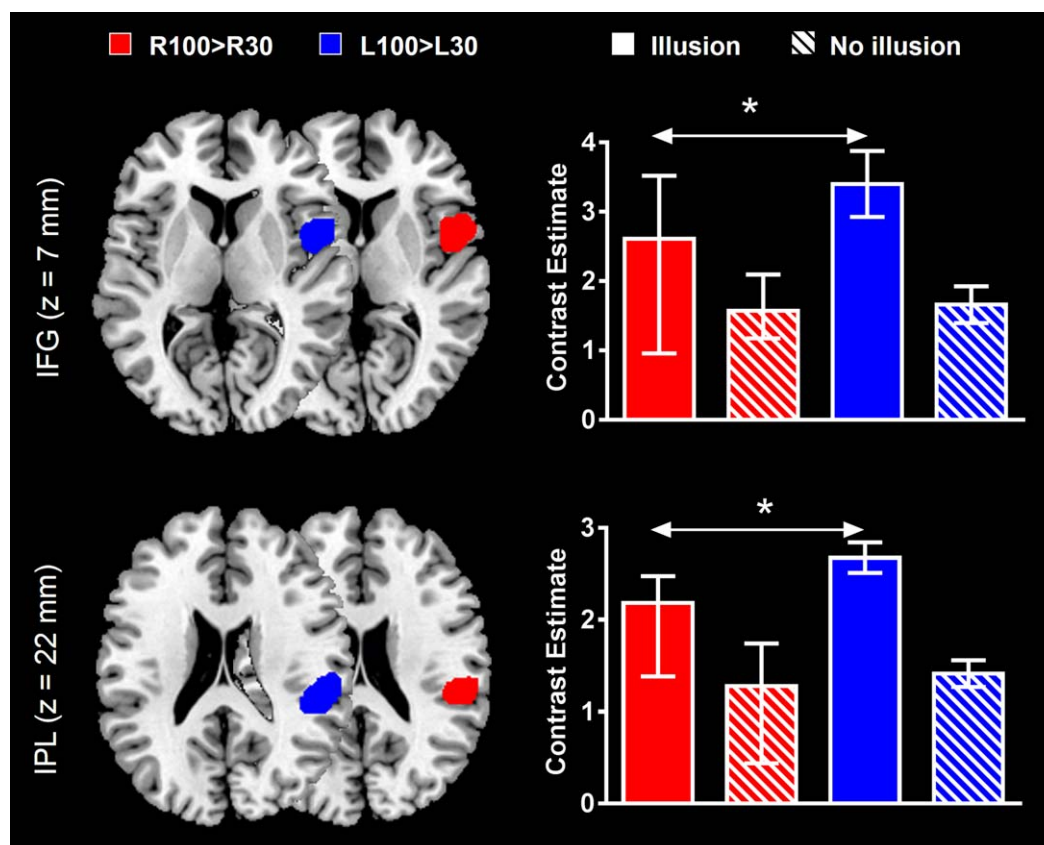 R100>R30 L100>L30 Illusion No illusion
IFG (z = 7 mm)
*
Contrast Estimate
4
3
2
1
0
IPL (z = 22 mm)
*
Contrast Estimate
3
2
1
0